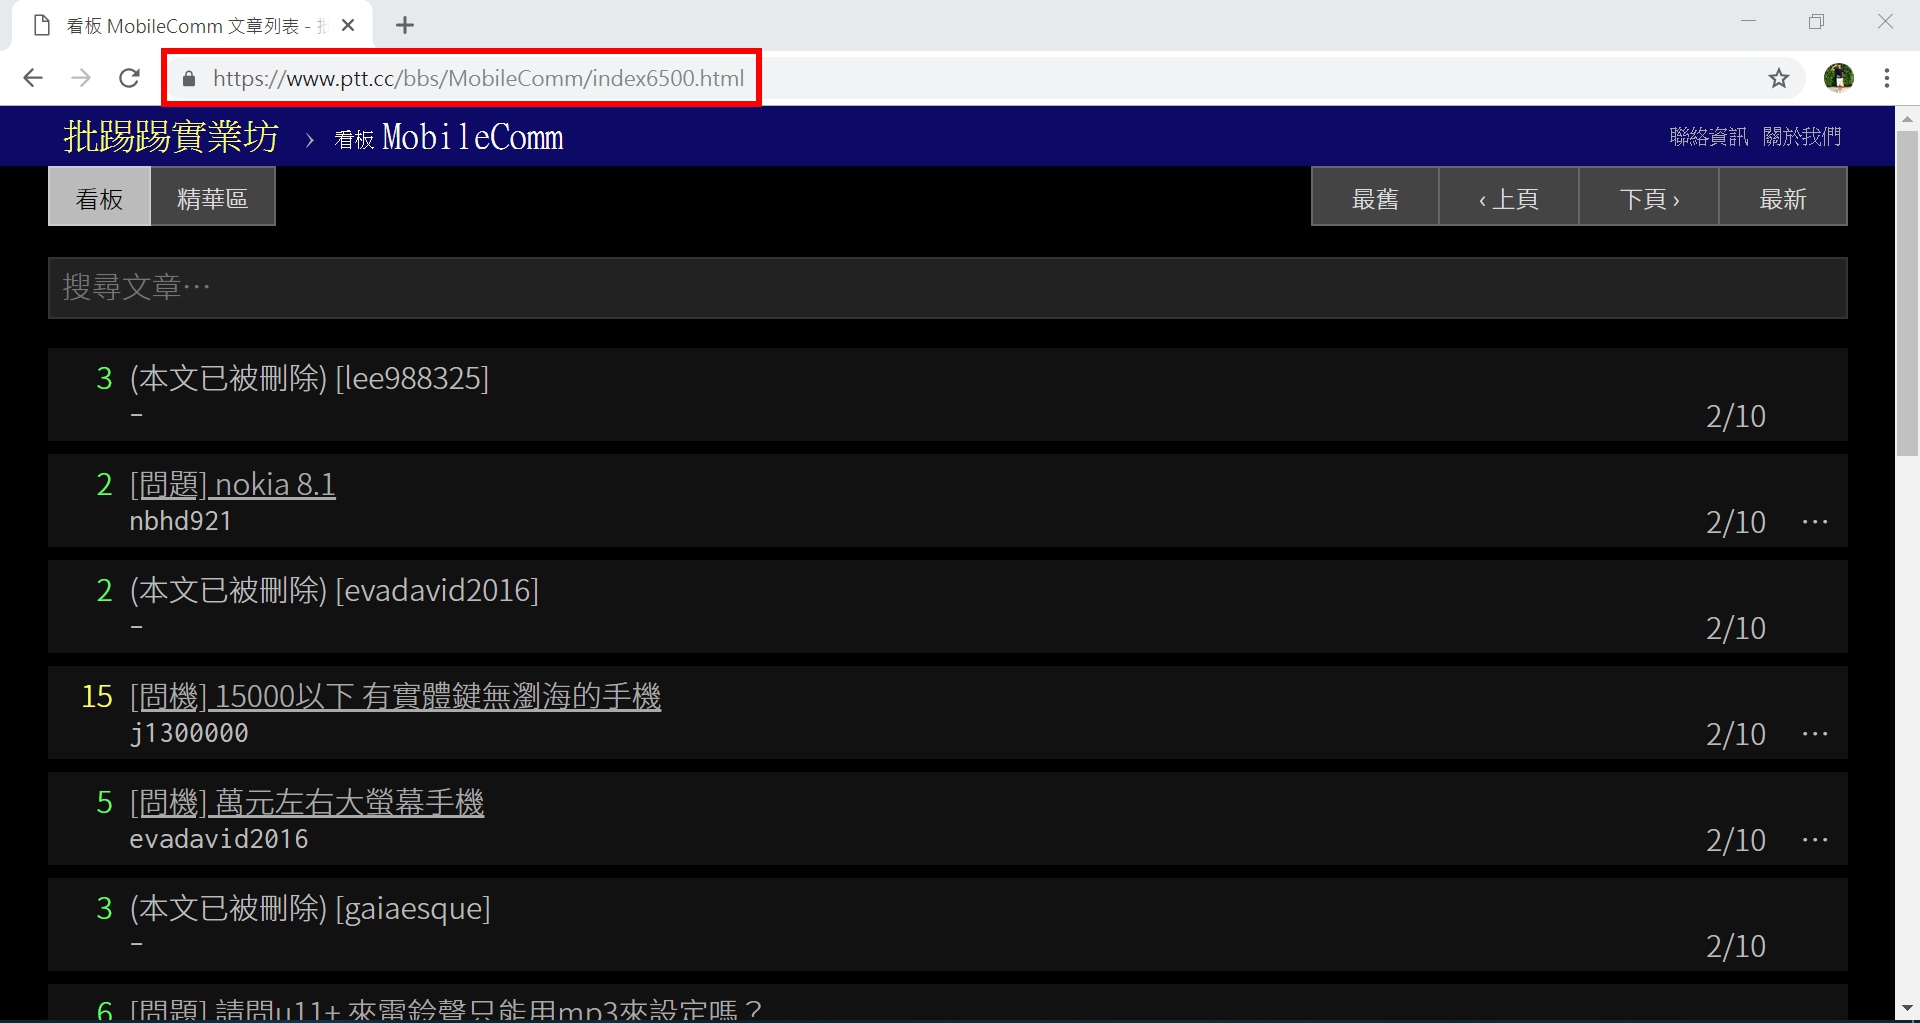 看板 MobileComm 文章列表 - 批
https://www.ptt.cc/bbs/MobileComm/index6500.html
批踢踢實業坊 › 看板 MobileComm 聯絡資訊 關於我們
看板 精華區 最舊 ‹ 上頁 下頁 › 最新
搜尋文章⋯
3 (本文已被刪除) [lee988325]
-
2/10
2 [問題] nokia 8.1
nbhd921
2/10 ⋯
2 (本文已被刪除) [evadavid2016]
-
2/10
15 [問機] 15000以下 有實體鍵無瀏海的手機
j1300000
2/10 ⋯
5 [問機] 萬元左右大螢幕手機
evadavid2016
2/10 ⋯
3 (本文已被刪除) [gaiaesque]
-
2/10
6 [問題] 請問u11+ 來電鈴聲只能用mp3來設定嗎？